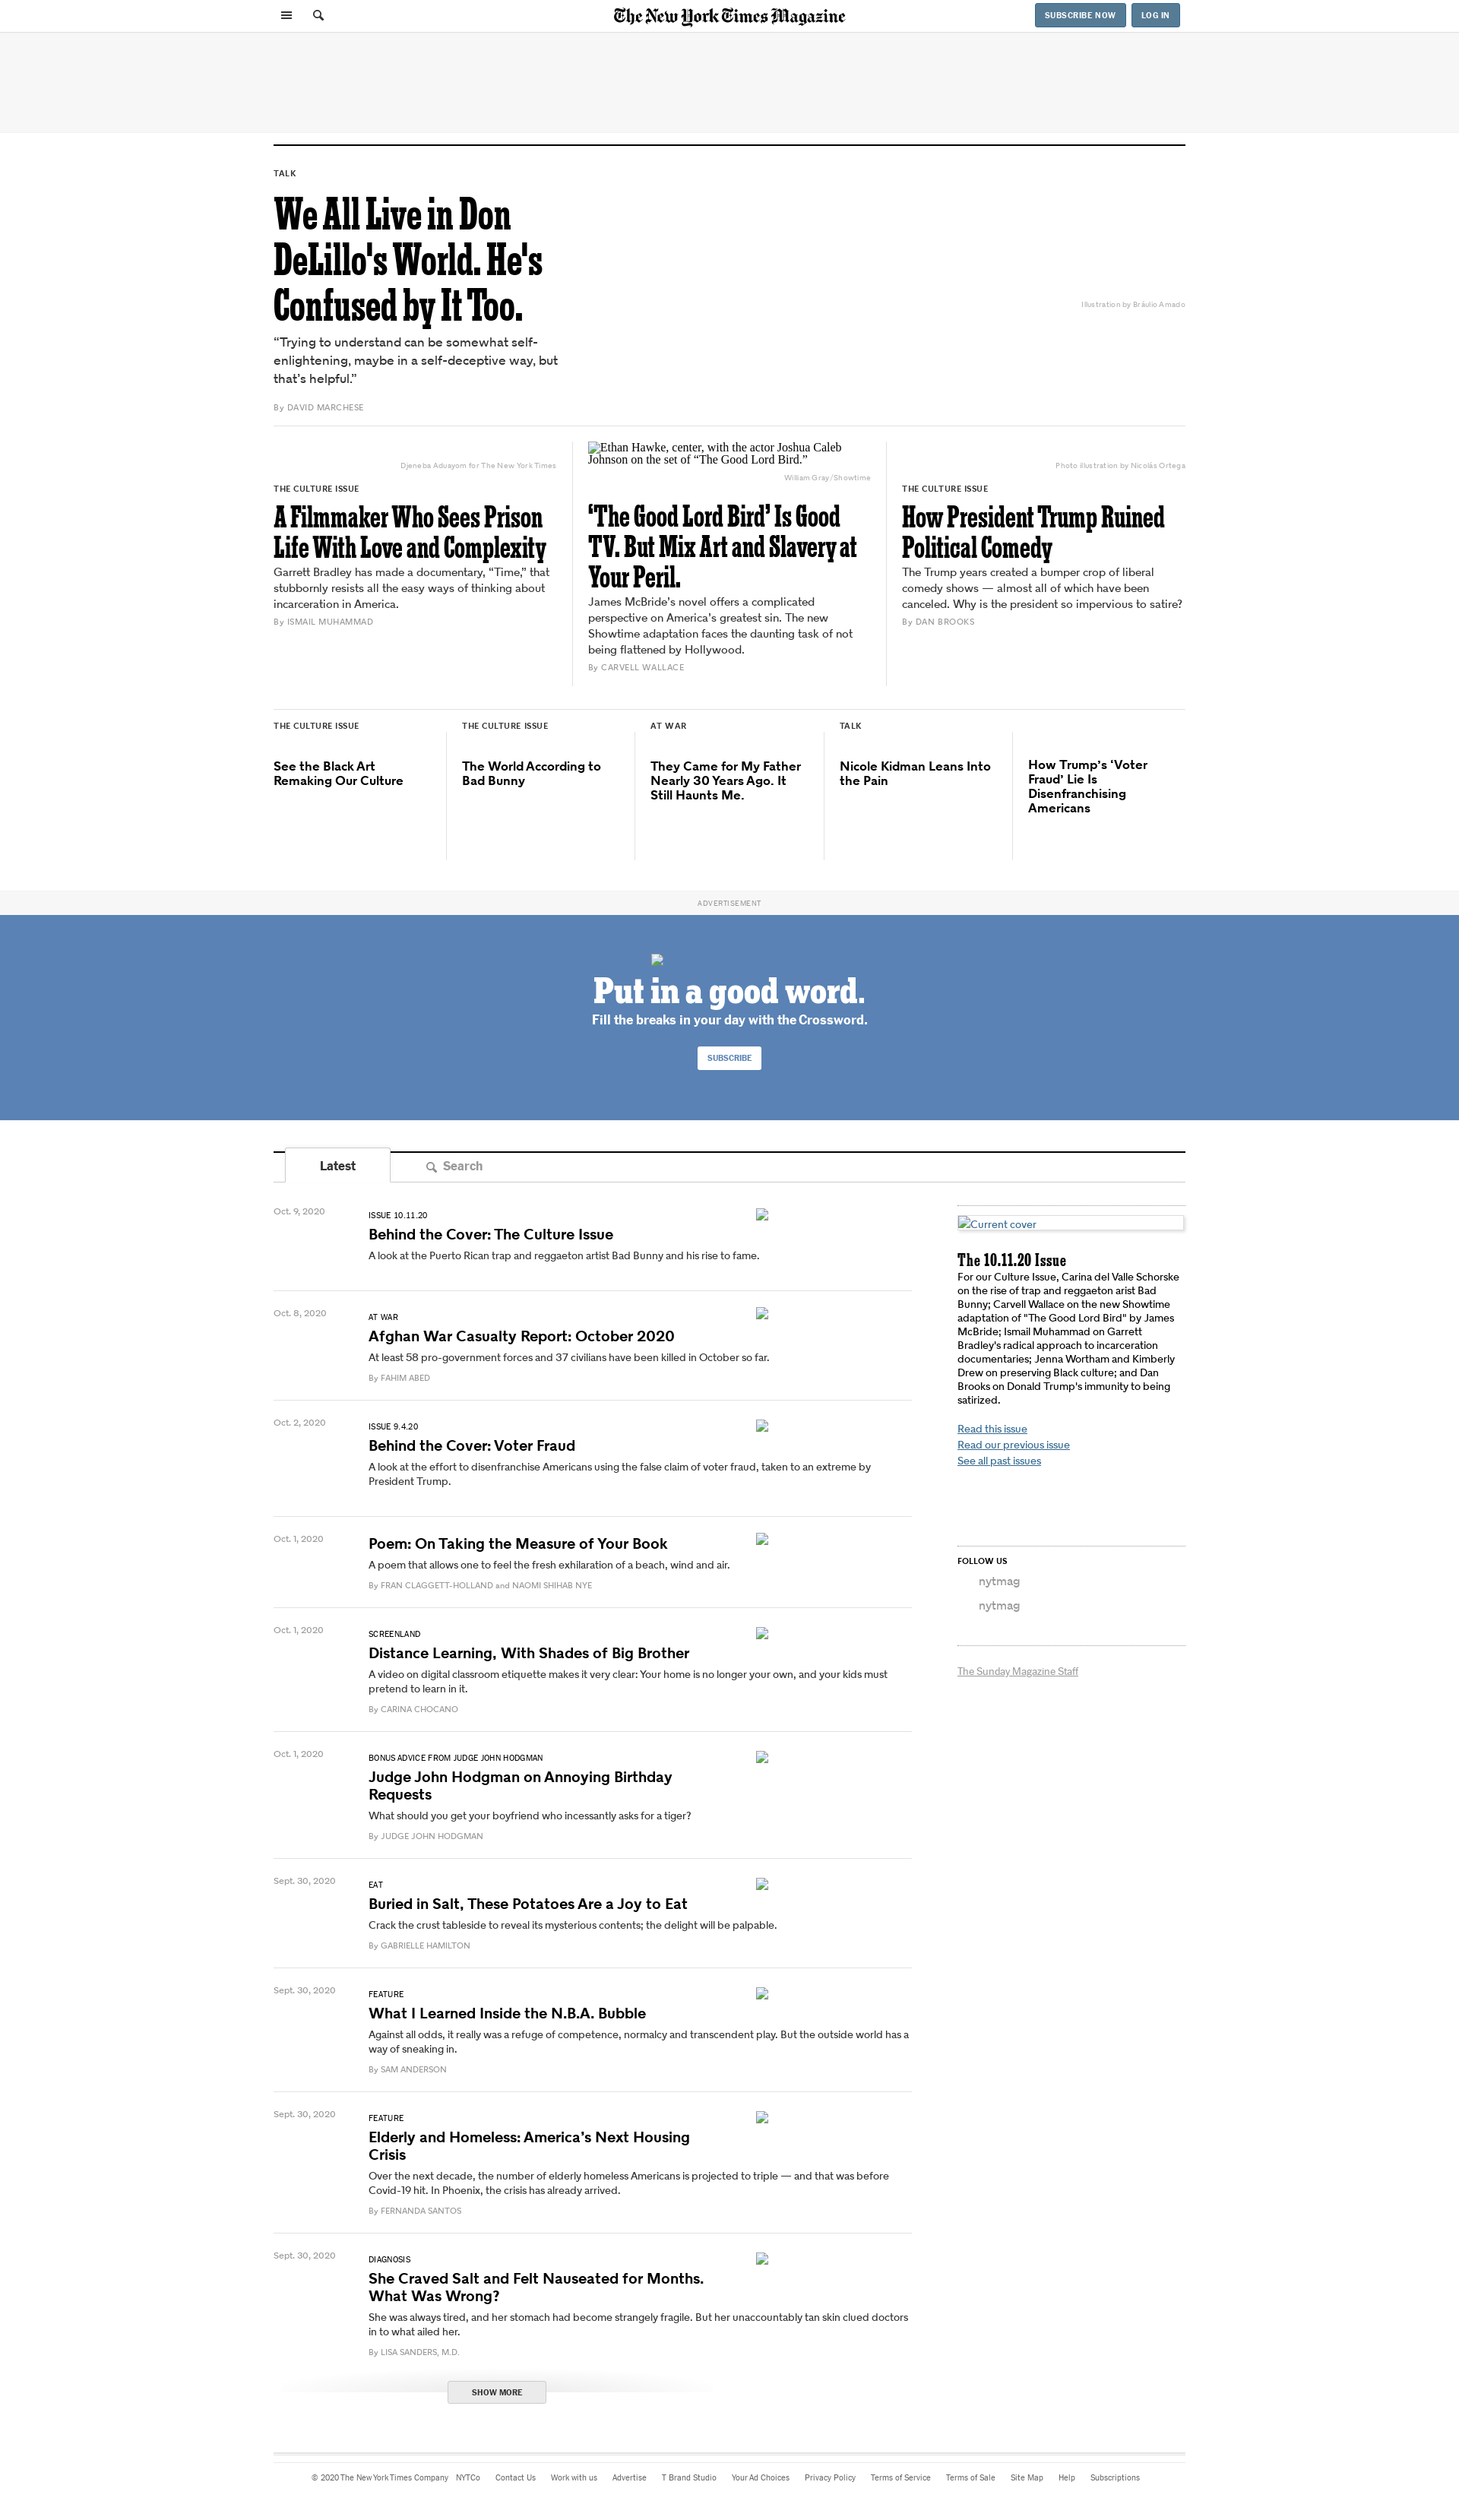 The New York Times Magazine
SUBSCRIBE NOW
LOG IN
TALK
We All Live in Don
DeLillo's World. He's
Confused by It Too.
“Trying to understand can be somewhat self-
enlightening, maybe in a self-deceptive way, but
that’s helpful.”
By DAVID MARCHESE
Illustration by Bráulio Amado
Djeneba Aduayom for The New York Times
THE CULTURE ISSUE
A Filmmaker Who Sees Prison
Life With Love and Complexity
Garrett Bradley has made a documentary, “Time,” that
stubbornly resists all the easy ways of thinking about
incarceration in America.
By ISMAIL MUHAMMAD
Ethan Hawke, center, with the actor Joshua Caleb
Johnson on the set of “The Good Lord Bird.”
William Gray/Showtime
‘The Good Lord Bird’ Is Good
TV. But Mix Art and Slavery at
Your Peril.
James McBride’s novel offers a complicated
perspective on America’s greatest sin. The new
Showtime adaptation faces the daunting task of not
being flattened by Hollywood.
By CARVELL WALLACE
Photo illustration by Nicolás Ortega
THE CULTURE ISSUE
How President Trump Ruined
Political Comedy
The Trump years created a bumper crop of liberal
comedy shows — almost all of which have been
canceled. Why is the president so impervious to satire?
By DAN BROOKS
THE CULTURE ISSUE
See the Black Art
Remaking Our Culture
THE CULTURE ISSUE
The World According to
Bad Bunny
AT WAR
They Came for My Father
Nearly 30 Years Ago. It
Still Haunts Me.
TALK
Nicole Kidman Leans Into
the Pain
How Trump’s ‘Voter
Fraud’ Lie Is
Disenfranchising
Americans
ADVERTISEMENT
Put in a good word.
Fill the breaks in your day with the Crossword.
SUBSCRIBE
Latest
Search
Oct. 9, 2020
ISSUE 10.11.20
Behind the Cover: The Culture Issue
A look at the Puerto Rican trap and reggaeton artist Bad Bunny and his rise to fame.
Oct. 8, 2020
AT WAR
Afghan War Casualty Report: October 2020
At least 58 pro-government forces and 37 civilians have been killed in October so far.
By FAHIM ABED
Oct. 2, 2020
ISSUE 9.4.20
Behind the Cover: Voter Fraud
A look at the effort to disenfranchise Americans using the false claim of voter fraud, taken to an extreme by
President Trump.
Oct. 1, 2020
Poem: On Taking the Measure of Your Book
A poem that allows one to feel the fresh exhilaration of a beach, wind and air.
By FRAN CLAGGETT-HOLLAND and NAOMI SHIHAB NYE
Oct. 1, 2020
SCREENLAND
Distance Learning, With Shades of Big Brother
A video on digital classroom etiquette makes it very clear: Your home is no longer your own, and your kids must
pretend to learn in it.
By CARINA CHOCANO
Oct. 1, 2020
BONUS ADVICE FROM JUDGE JOHN HODGMAN
Judge John Hodgman on Annoying Birthday
Requests
What should you get your boyfriend who incessantly asks for a tiger?
By JUDGE JOHN HODGMAN
Sept. 30, 2020
EAT
Buried in Salt, These Potatoes Are a Joy to Eat
Crack the crust tableside to reveal its mysterious contents; the delight will be palpable.
By GABRIELLE HAMILTON
Sept. 30, 2020
FEATURE
What I Learned Inside the N.B.A. Bubble
Against all odds, it really was a refuge of competence, normalcy and transcendent play. But the outside world has a
way of sneaking in.
By SAM ANDERSON
Sept. 30, 2020
FEATURE
Elderly and Homeless: America’s Next Housing
Crisis
Over the next decade, the number of elderly homeless Americans is projected to triple — and that was before
Covid-19 hit. In Phoenix, the crisis has already arrived.
By FERNANDA SANTOS
Sept. 30, 2020
DIAGNOSIS
She Craved Salt and Felt Nauseated for Months.
What Was Wrong?
She was always tired, and her stomach had become strangely fragile. But her unaccountably tan skin clued doctors
in to what ailed her.
By LISA SANDERS, M.D.
SHOW MORE
Current cover
The 10.11.20 Issue
For our Culture Issue, Carina del Valle Schorske
on the rise of trap and reggaeton arist Bad
Bunny; Carvell Wallace on the new Showtime
adaptation of "The Good Lord Bird" by James
McBride; Ismail Muhammad on Garrett
Bradley's radical approach to incarceration
documentaries; Jenna Wortham and Kimberly
Drew on preserving Black culture; and Dan
Brooks on Donald Trump's immunity to being
satirized.
Read this issue
Read our previous issue
See all past issues
FOLLOW US
nytmag
nytmag
The Sunday Magazine Staff
© 2020 The New York Times Company NYTCo Contact Us Work with us Advertise T Brand Studio Your Ad Choices Privacy Policy Terms of Service Terms of Sale Site Map Help Subscriptions